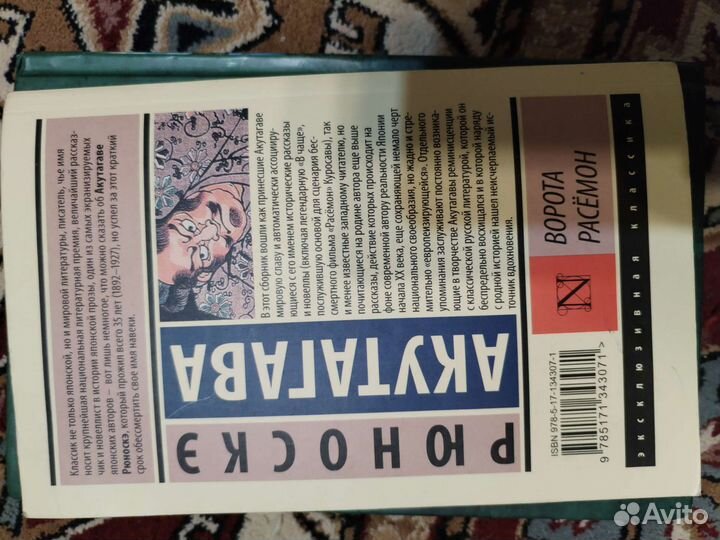 Классик не только японской, но и мировой литературы, писатель, чье имя
носит крупнейшая национальная литературная премия, величайший рассказ-
чик и новеллист в истории японской прозы, один из самых экранизируемых
японских авторов – вот лишь немногое, что можно сказать об Акутагаве
Рюноскэ, который прожил всего 35 лет (1892–1927), но успел за этот краткий
срок обессмертить свое имя навеки.
РЮНОСКЭ
АКУТАГАВА
В этот сборник вошли как принесшие Акутагаве
мировую славу и автоматически ассоцииру-
ющиеся с его именем исторические рассказы
и новеллы (включая легендарную «В чаще»,
послужившую основой для сценария бес-
смертного фильма «Расёмон» Куросавы), так
и менее известные западному читателю, но
почитающиеся на родине автора еще выше
рассказы, действие которых происходит на
фоне современной автору реальности Японии
начала XX века, еще сохраняющей немало черт
национального своеобразия, но жадно и стре-
мительно «европеизирующейся». Отдельного
упоминания заслуживают постоянно возника-
ющие в творчестве Акутагавы реминисценции
с классической русской литературой, которой он
беспредельно восхищался и в которой наряду
с родной историей нашел неисчерпаемый ис-
точник вдохновения.
ISBN 978-5-17-134307-1
9 785171 343071 >
N
ВОРОТА
РАСЁМОН
ЭКСКЛЮЗИВНАЯ КЛАССИКА
Avito